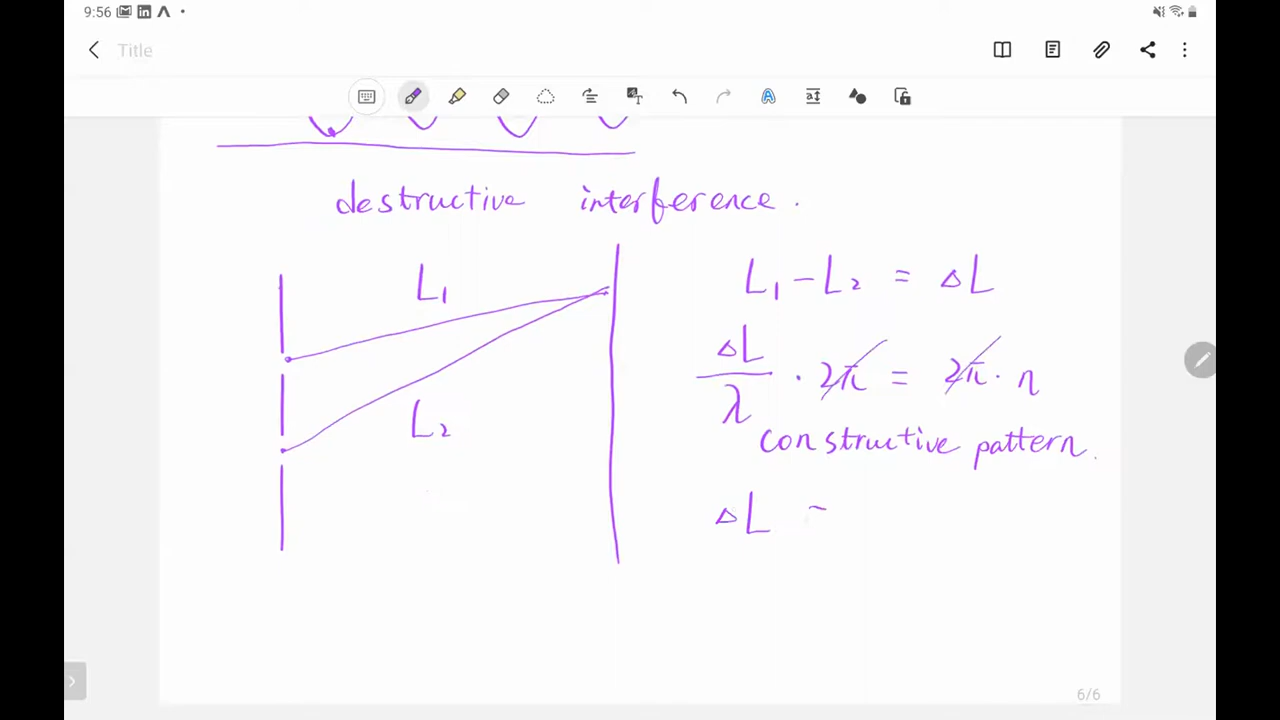 9:56
Title
destructive interference.
L₁
L₁ - L₂ = ΔL
ΔL/λ · 2π = 2π · n
L₂
constructive pattern.
ΔL =
6/6